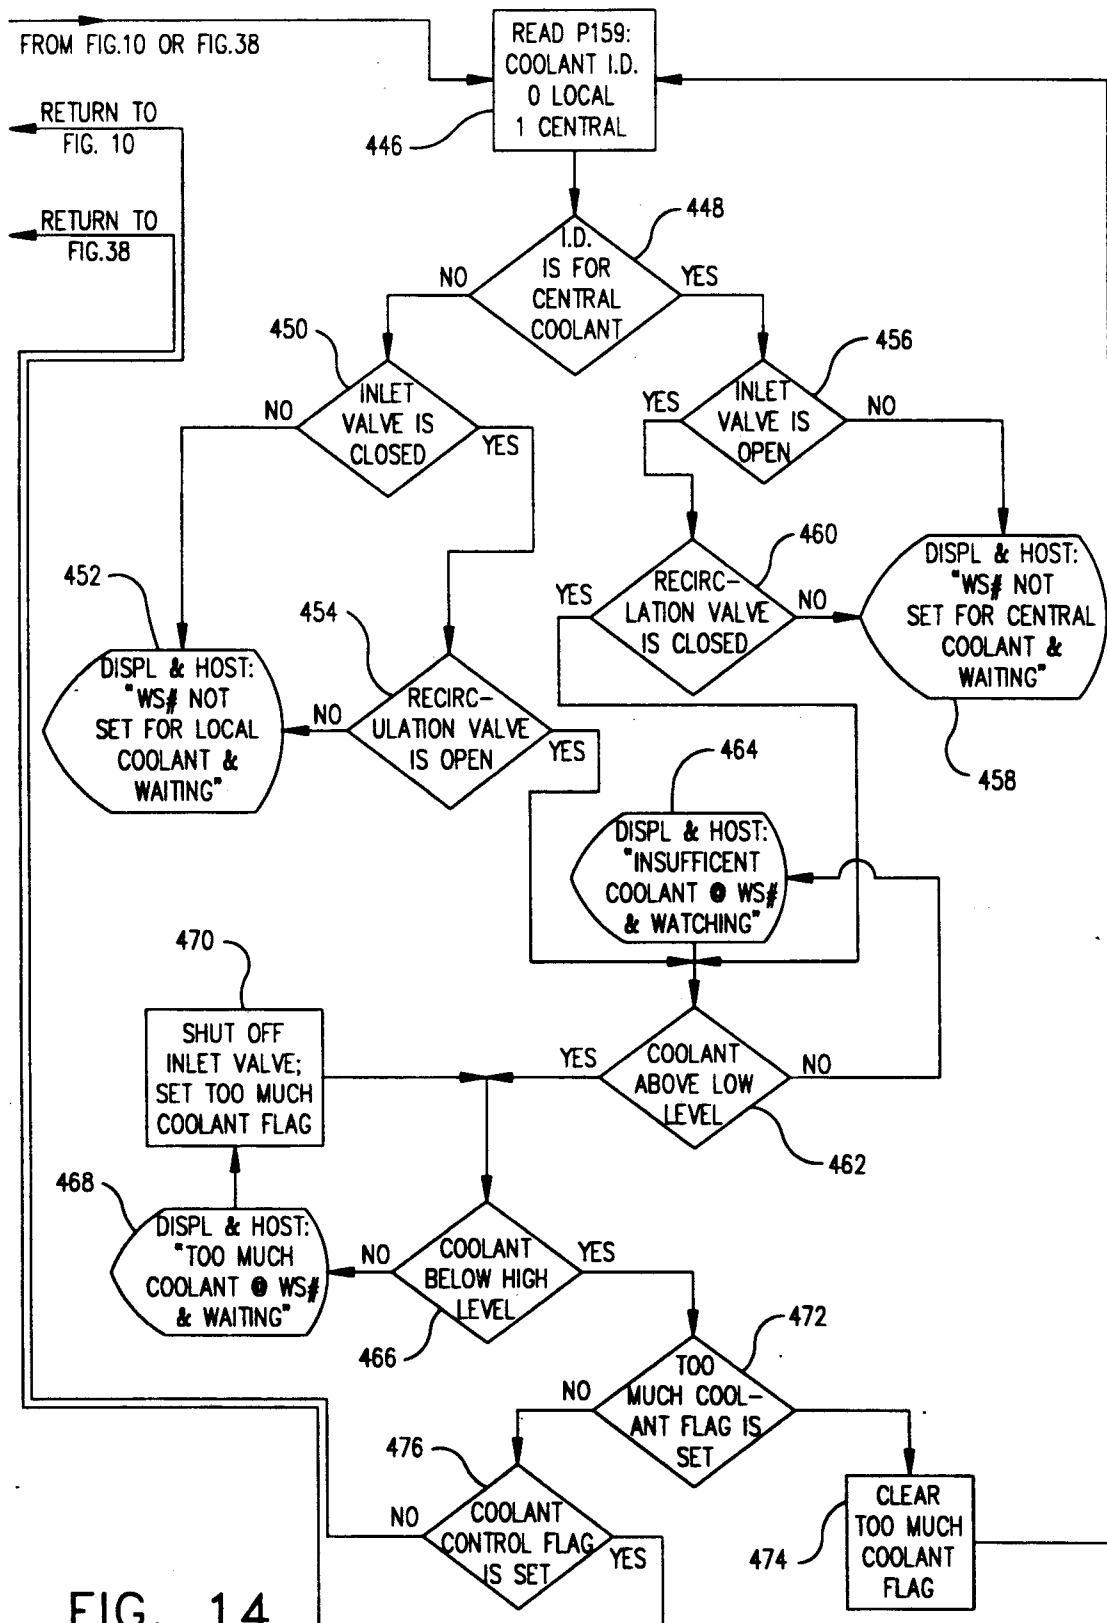 FROM FIG.10 OR FIG.38
READ P159:
COOLANT I.D.
0 LOCAL
1 CENTRAL
446
RETURN TO
FIG. 10
RETURN TO
FIG.38
448
I.D.
IS FOR
CENTRAL
COOLANT
NO
YES
450
INLET
VALVE IS
CLOSED
NO
YES
456
INLET
VALVE IS
OPEN
YES
NO
452
DISPL & HOST:
"WS# NOT
SET FOR LOCAL
COOLANT &
WAITING"
454
RECIRC-
ULATION VALVE
IS OPEN
NO
YES
460
RECIRC-
LATION VALVE
IS CLOSED
YES
NO
DISPL & HOST:
"WS# NOT
SET FOR CENTRAL
COOLANT &
WAITING"
458
464
DISPL & HOST:
"INSUFFICENT
COOLANT @ WS#
& WATCHING"
470
SHUT OFF
INLET VALVE;
SET TOO MUCH
COOLANT FLAG
YES
COOLANT
ABOVE LOW
LEVEL
NO
462
468
DISPL & HOST:
"TOO MUCH
COOLANT @ WS#
& WAITING"
NO
COOLANT
BELOW HIGH
LEVEL
YES
466
472
TOO
MUCH COOL-
ANT FLAG IS
SET
NO
476
COOLANT
CONTROL FLAG
IS SET
NO
YES
474
CLEAR
TOO MUCH
COOLANT
FLAG
FIG. 14